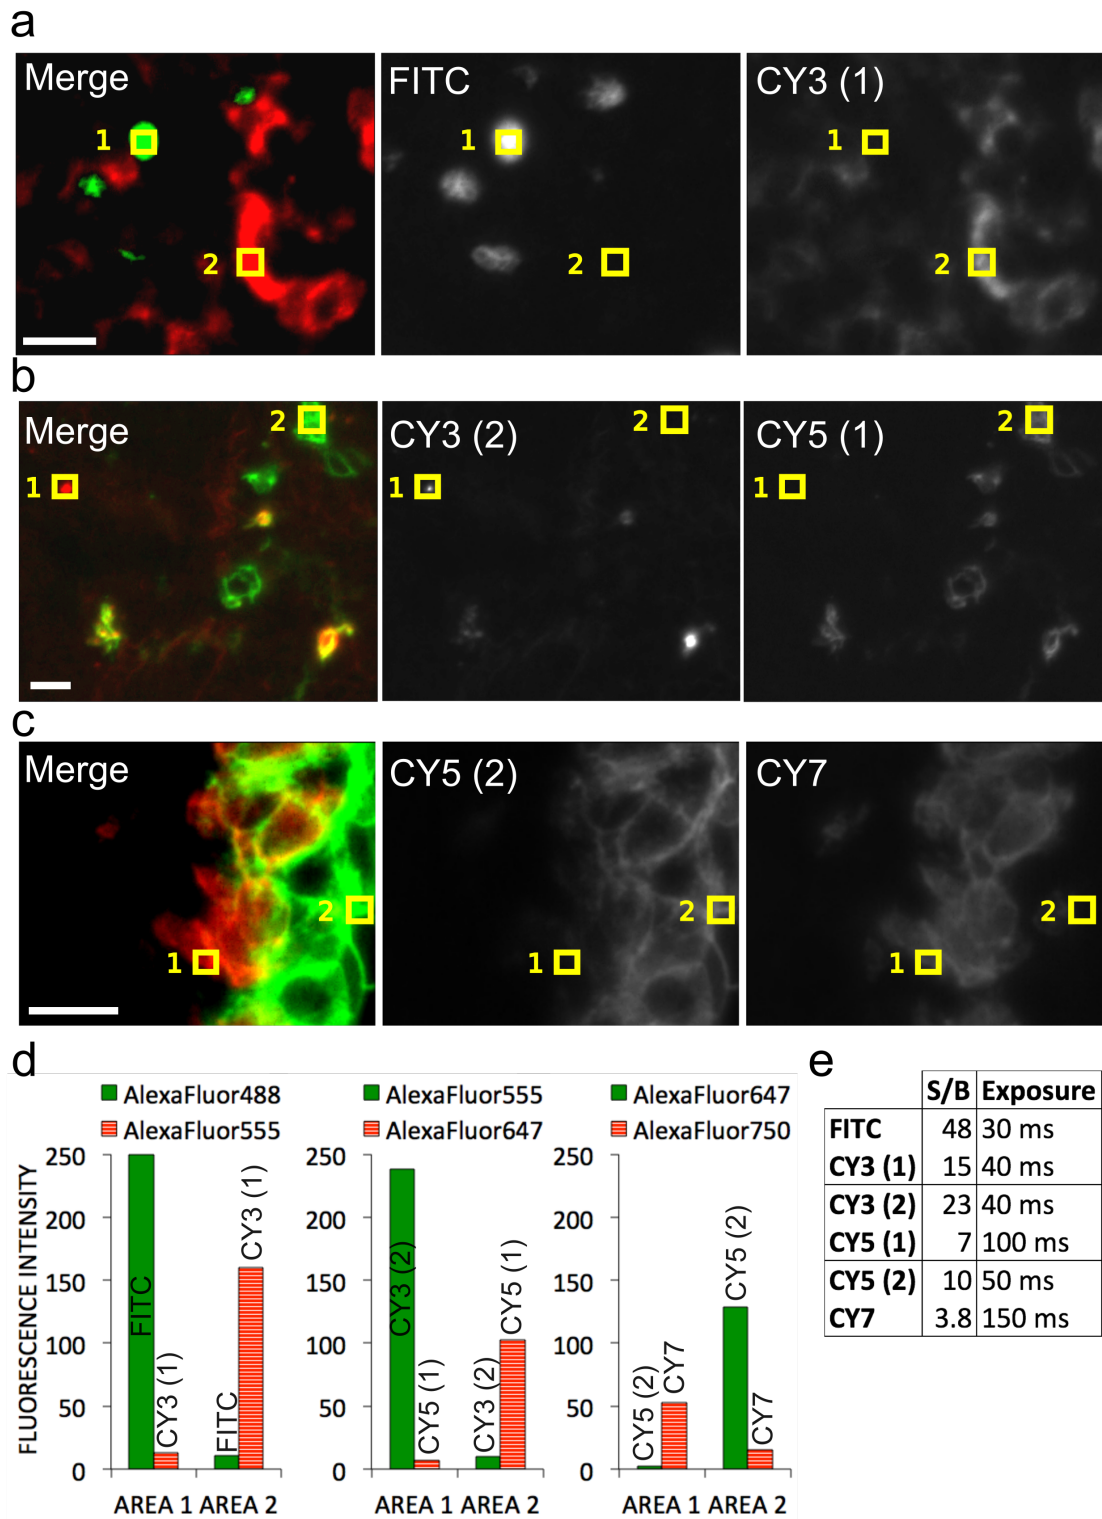 a
Merge
FITC
CY3 (1)
1
1
1
2
2
2
b
Merge
CY3 (2)
CY5 (1)
2
2
2
1
1
1
c
Merge
CY5 (2)
CY7
2
2
2
1
1
1
d
AlexaFluor488
AlexaFluor555
AlexaFluor555
AlexaFluor647
AlexaFluor647
AlexaFluor750
FLUORESCENCE INTENSITY
250
200
150
100
50
0
FITC
CY3 (1)
FITC
CY3 (1)
AREA 1 AREA 2
250
200
150
100
50
0
CY3 (2)
CY5 (1)
CY3 (2)
CY5 (1)
AREA 1 AREA 2
250
200
150
100
50
0
CY5 (2)
CY7
CY5 (2)
CY7
AREA 1 AREA 2
e
S/B Exposure
FITC 48 30 ms
CY3 (1) 15 40 ms
CY3 (2) 23 40 ms
CY5 (1) 7 100 ms
CY5 (2) 10 50 ms
CY7 3.8 150 ms